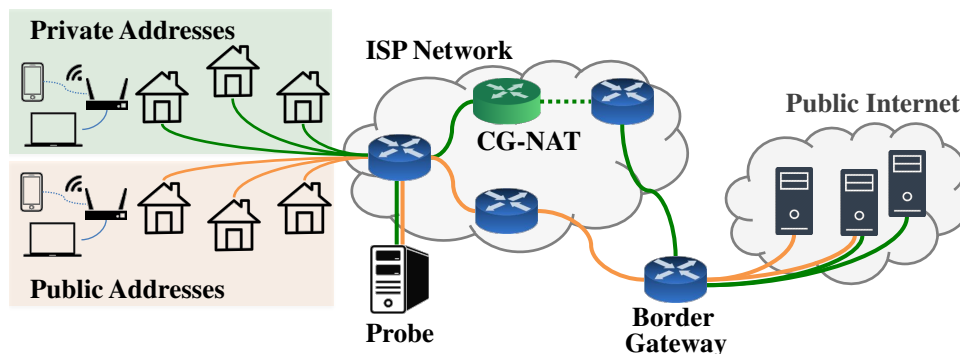 Private Addresses
ISP Network
CG-NAT
Public Internet
Public Addresses
Probe
Border
Gateway